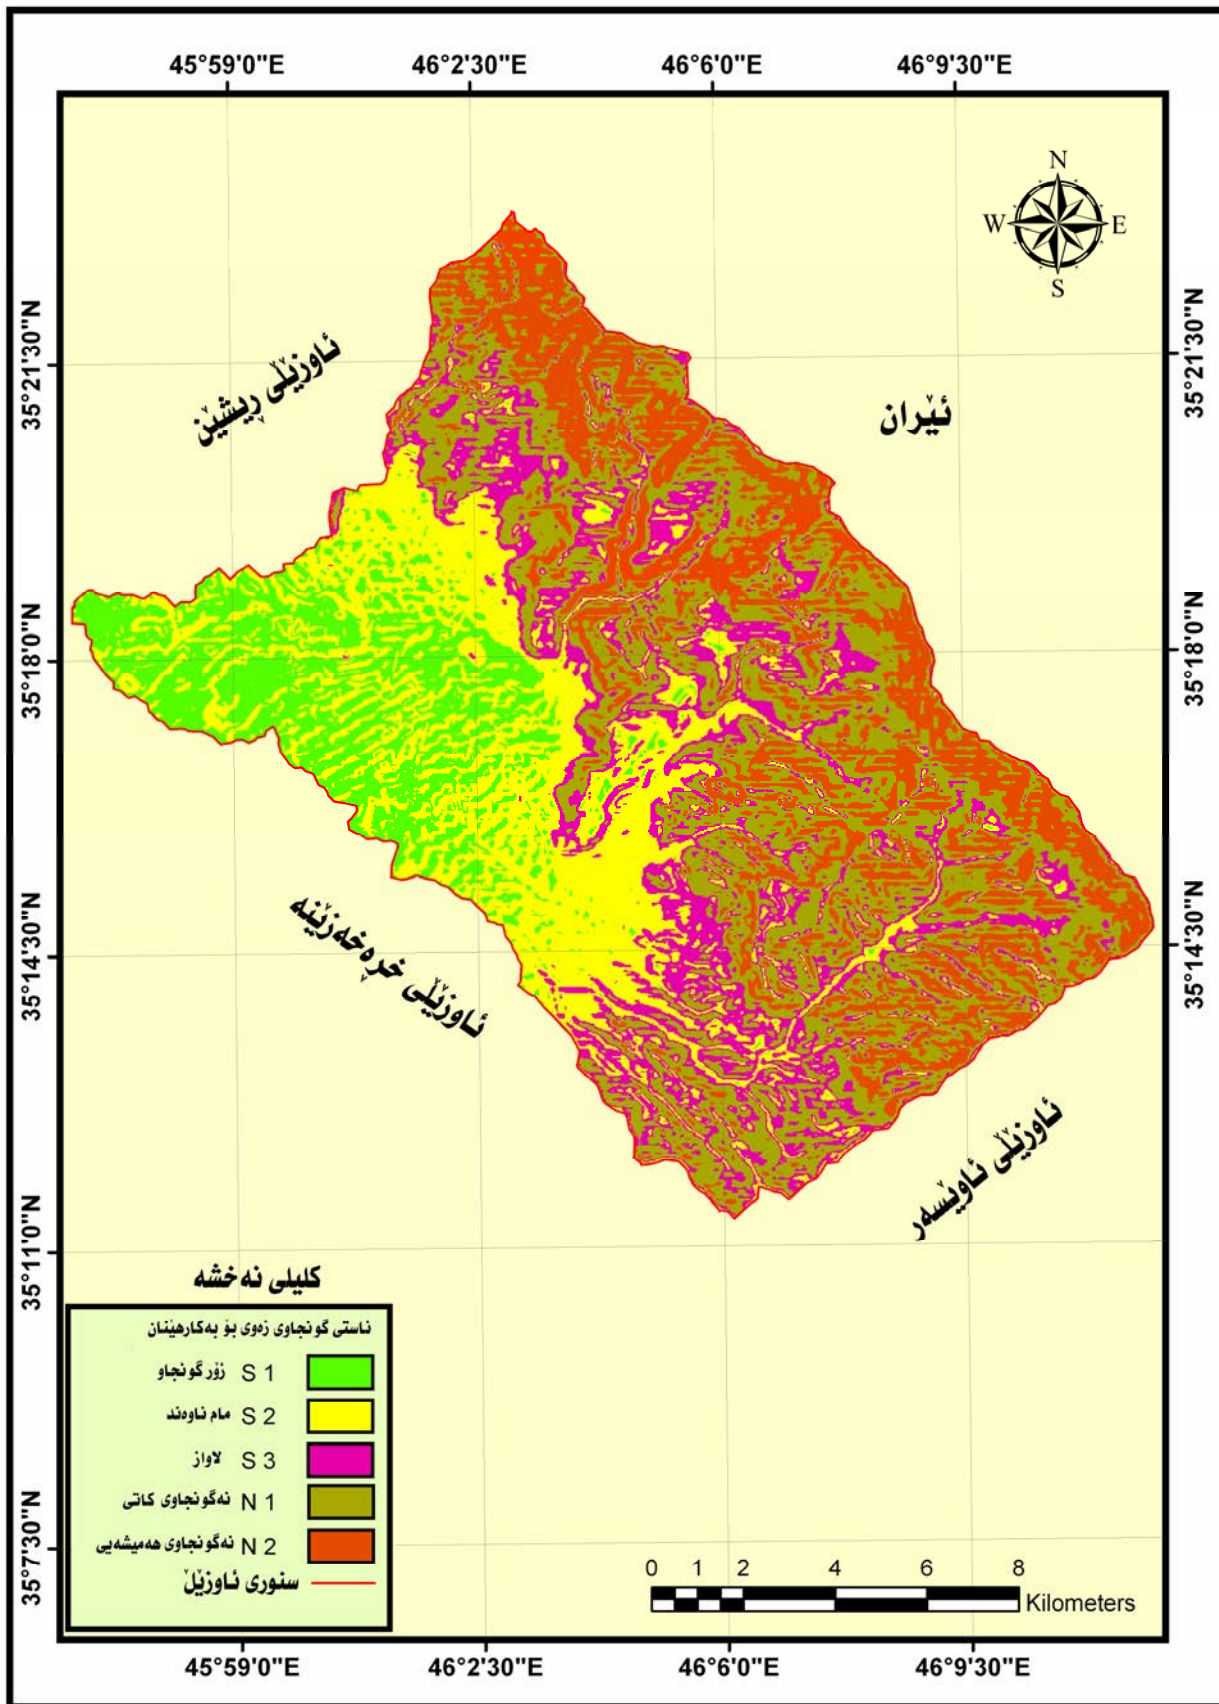 45°59'0"E 46°2'30"E 46°6'0"E 46°9'30"E
N
W E
S
35°21'30"N
35°21'30"N
ئاوزێڵی ڕیشێن
ئێران
35°18'0"N
35°18'0"N
ئاوزێڵی خڕەخەزێنە
35°14'30"N
35°14'30"N
ئاوزێڵی ئاوێسەر
35°11'0"N
کلیلی نەخشە
ئاستی گونجاوی زەوی بۆ بەکارهێنان
S 1 زۆر گونجاو
S 2 مام ناوەند
S 3 لاواز
N 1 نەگونجاوی کاتی
N 2 نەگونجاوی هەمیشەیی
سنوری ئاوزێڵ
35°7'30"N
0 1 2 4 6 8
Kilometers
45°59'0"E 46°2'30"E 46°6'0"E 46°9'30"E